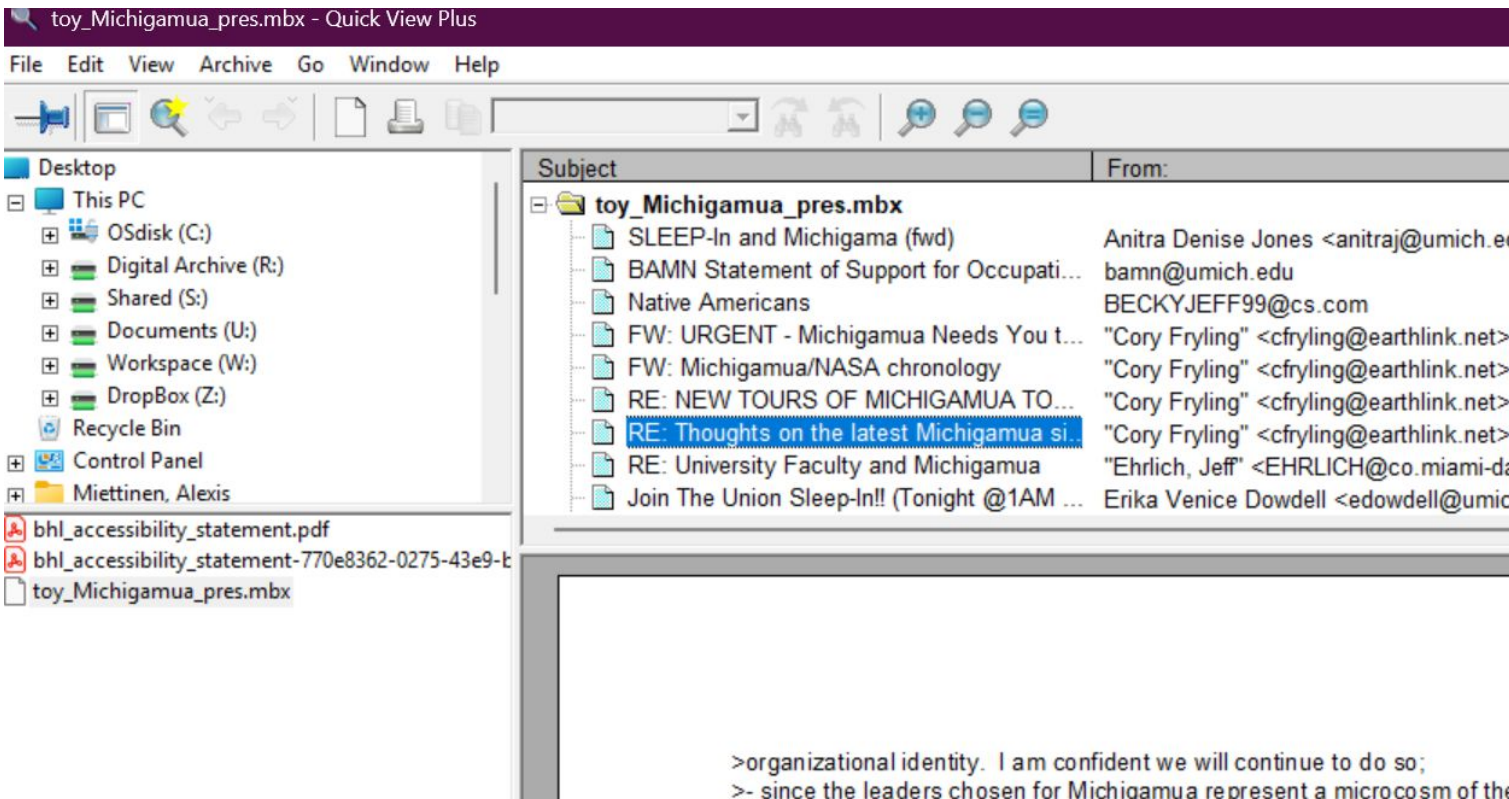 toy_Michigamua_pres.mbx - Quick View Plus
File Edit View Archive Go Window Help
Desktop
This PC
OSdisk (C:)
Digital Archive (R:)
Shared (S:)
Documents (U:)
Workspace (W:)
DropBox (Z:)
Recycle Bin
Control Panel
Miettinen, Alexis
bhl_accessibility_statement.pdf
bhl_accessibility_statement-770e8362-0275-43e9-b
toy_Michigamua_pres.mbx
Subject From:
toy_Michigamua_pres.mbx
SLEEP-In and Michigama (fwd) Anitra Denise Jones <anitraj@umich.e
BAMN Statement of Support for Occupati... bamn@umich.edu
Native Americans BECKYJEFF99@cs.com
FW: URGENT - Michigamua Needs You t... "Cory Fryling" <cfryling@earthlink.net>
FW: Michigamua/NASA chronology "Cory Fryling" <cfryling@earthlink.net>
RE: NEW TOURS OF MICHIGAMUA TO... "Cory Fryling" <cfryling@earthlink.net>
RE: Thoughts on the latest Michigamua si.. "Cory Fryling" <cfryling@earthlink.net>
RE: University Faculty and Michigamua "Ehrlich, Jeff" <EHRLICH@co.miami-da
Join The Union Sleep-In!! (Tonight @1AM ... Erika Venice Dowdell <edowdell@umic
>organizational identity. I am confident we will continue to do so;
>- since the leaders chosen for Michigamua represent a microcosm of the